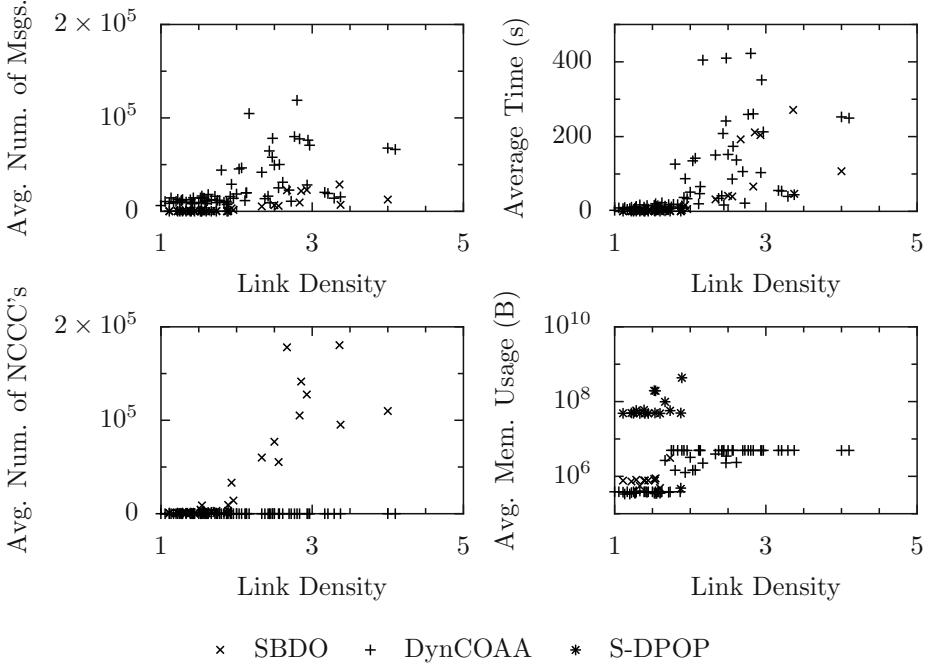 Avg. Num. of Msgs.
2 × 10^5
10^5
0
1 3 5
Link Density
Average Time (s)
400
200
0
1 3 5
Link Density
Avg. Num. of NCCC's
2 × 10^5
10^5
0
1 3 5
Link Density
Avg. Mem. Usage (B)
10^10
10^8
10^6
1 3 5
Link Density
× SBDO + DynCOAA ∗ S-DPOP